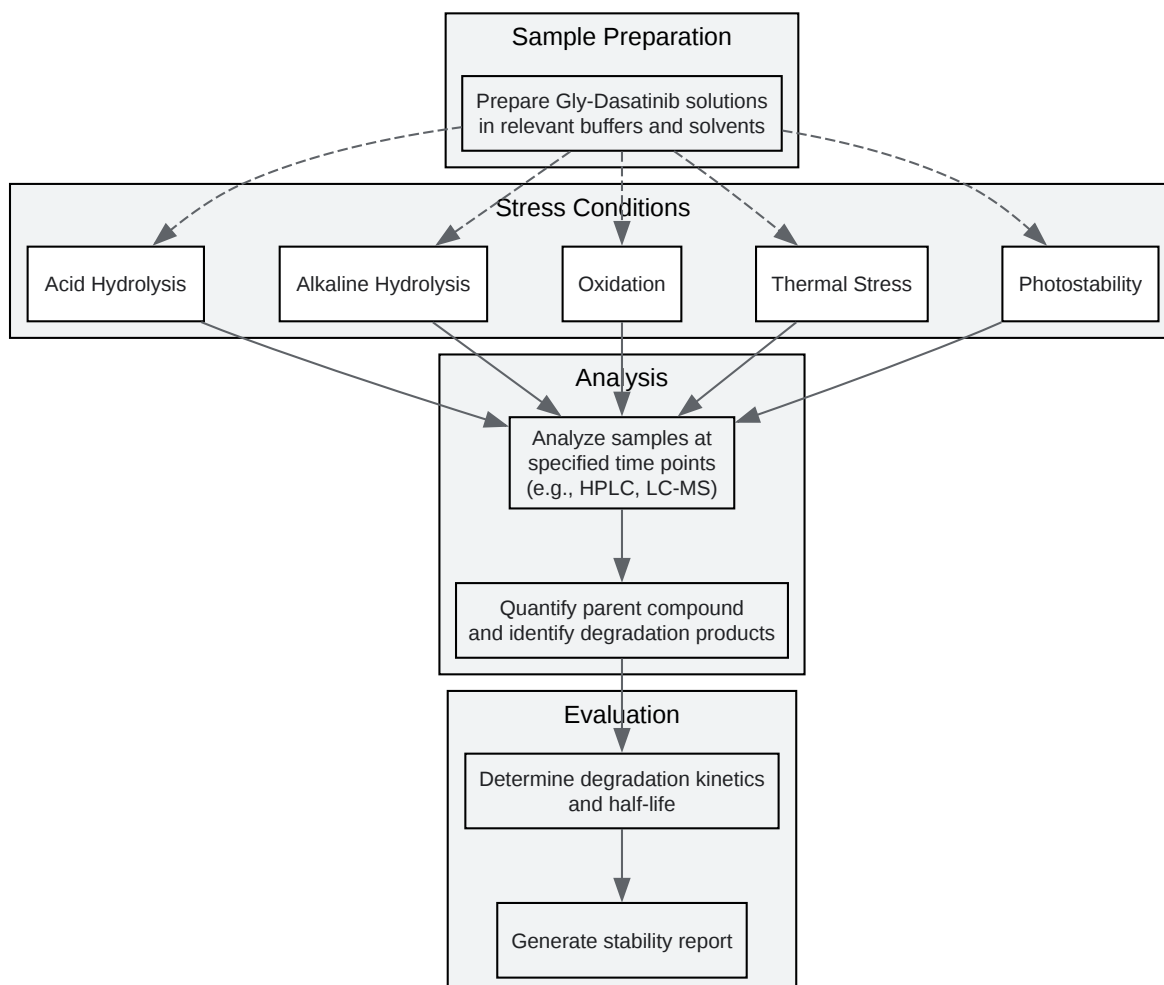 Sample Preparation
Prepare Gly-Dasatinib solutions
in relevant buffers and solvents
Stress Conditions
Acid Hydrolysis
Alkaline Hydrolysis
Oxidation
Thermal Stress
Photostability
Analysis
Analyze samples at
specified time points
(e.g., HPLC, LC-MS)
Quantify parent compound
and identify degradation products
Evaluation
Determine degradation kinetics
and half-life
Generate stability report